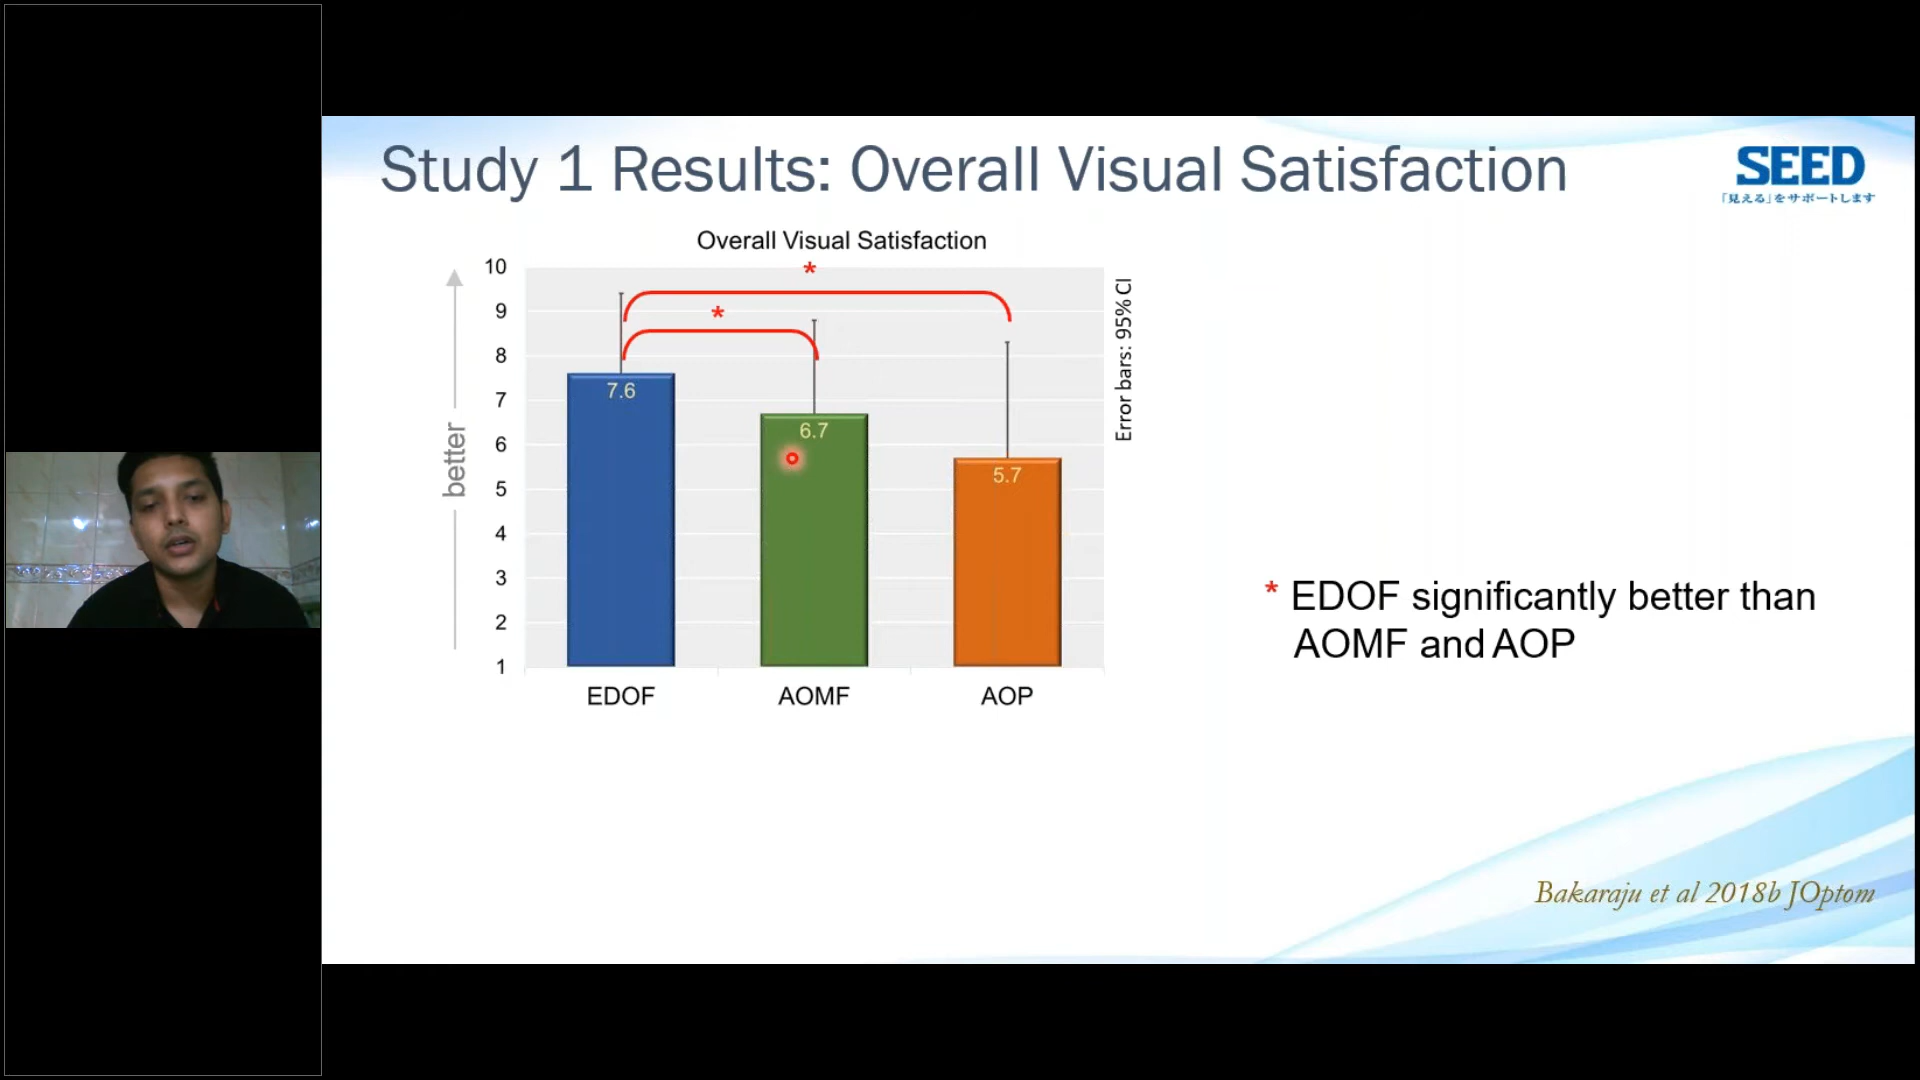 Study 1 Results: Overall Visual Satisfaction
SEED
「見える」をサポートします
Overall Visual Satisfaction
10
9
8
7
6
5
4
3
2
1
better
*
*
7.6
6.7
5.7
EDOF
AOMF
AOP
Error bars: 95% CI
* EDOF significantly better than
AOMF and AOP
Bakaraju et al 2018b JOptom